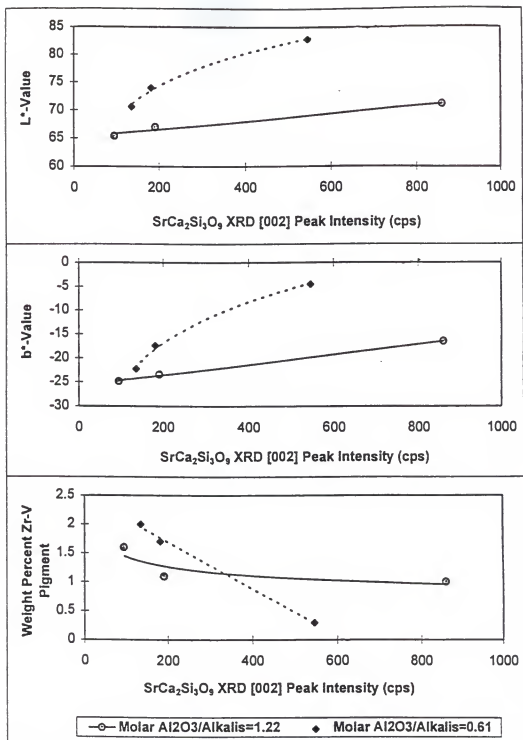 85
80
75
70
65
60
L*-Value
0 200 400 600 800 1000
SrCa₂Si₃O₉ XRD [002] Peak Intensity (cps)
0
-5
-10
-15
-20
-25
-30
b*-Value
0 200 400 600 800 1000
SrCa₂Si₃O₉ XRD [002] Peak Intensity (cps)
2.5
2
1.5
1
0.5
0
Weight Percent Zr-V
Pigment
0 200 400 600 800 1000
SrCa₂Si₃O₉ XRD [002] Peak Intensity (cps)
Molar Al2O3/Alkalis=1.22 Molar Al2O3/Alkalis=0.61